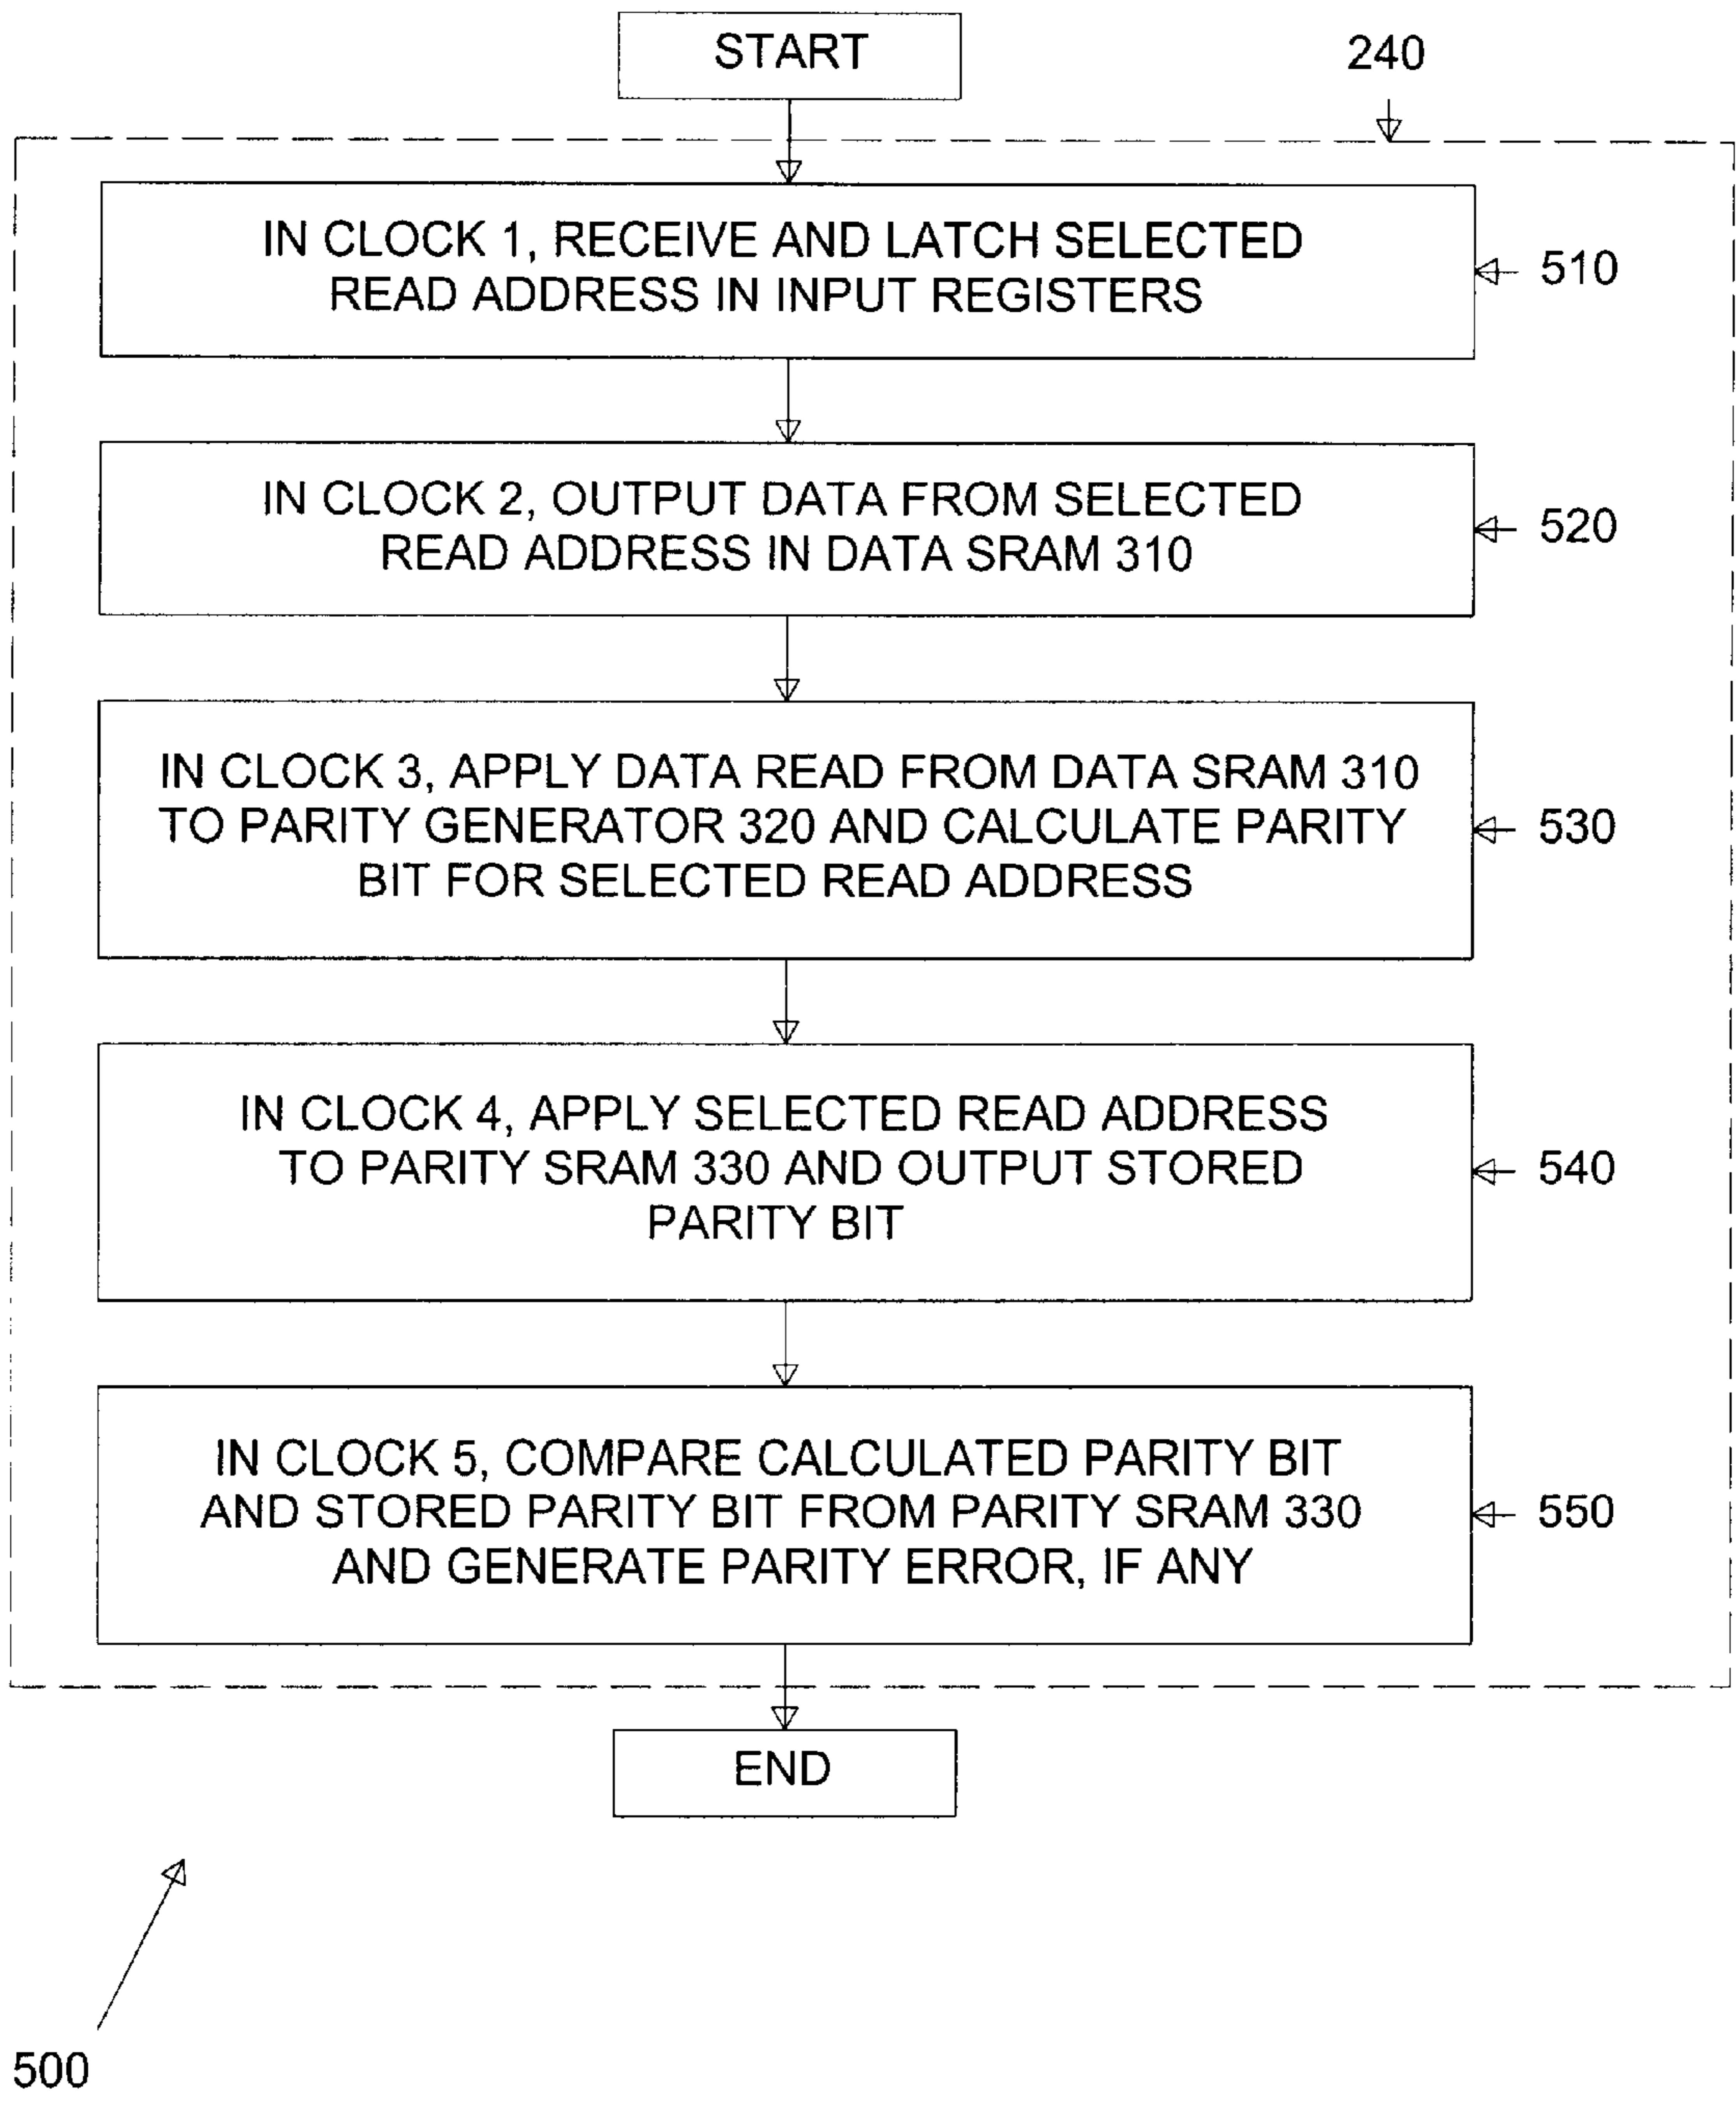 START
240
IN CLOCK 1, RECEIVE AND LATCH SELECTED
READ ADDRESS IN INPUT REGISTERS
510
IN CLOCK 2, OUTPUT DATA FROM SELECTED
READ ADDRESS IN DATA SRAM 310
520
IN CLOCK 3, APPLY DATA READ FROM DATA SRAM 310
TO PARITY GENERATOR 320 AND CALCULATE PARITY
BIT FOR SELECTED READ ADDRESS
530
IN CLOCK 4, APPLY SELECTED READ ADDRESS
TO PARITY SRAM 330 AND OUTPUT STORED
PARITY BIT
540
IN CLOCK 5, COMPARE CALCULATED PARITY BIT
AND STORED PARITY BIT FROM PARITY SRAM 330
AND GENERATE PARITY ERROR, IF ANY
550
END
500